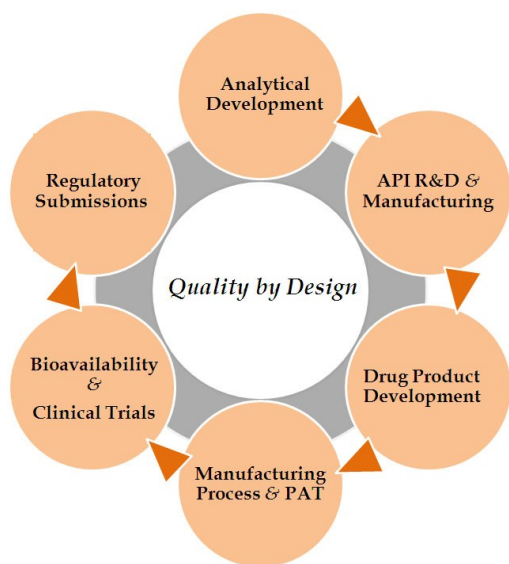 Analytical
Development
API R&D &
Manufacturing
Drug Product
Development
Manufacturing
Process & PAT
Bioavailability
&
Clinical Trials
Regulatory
Submissions
Quality by Design